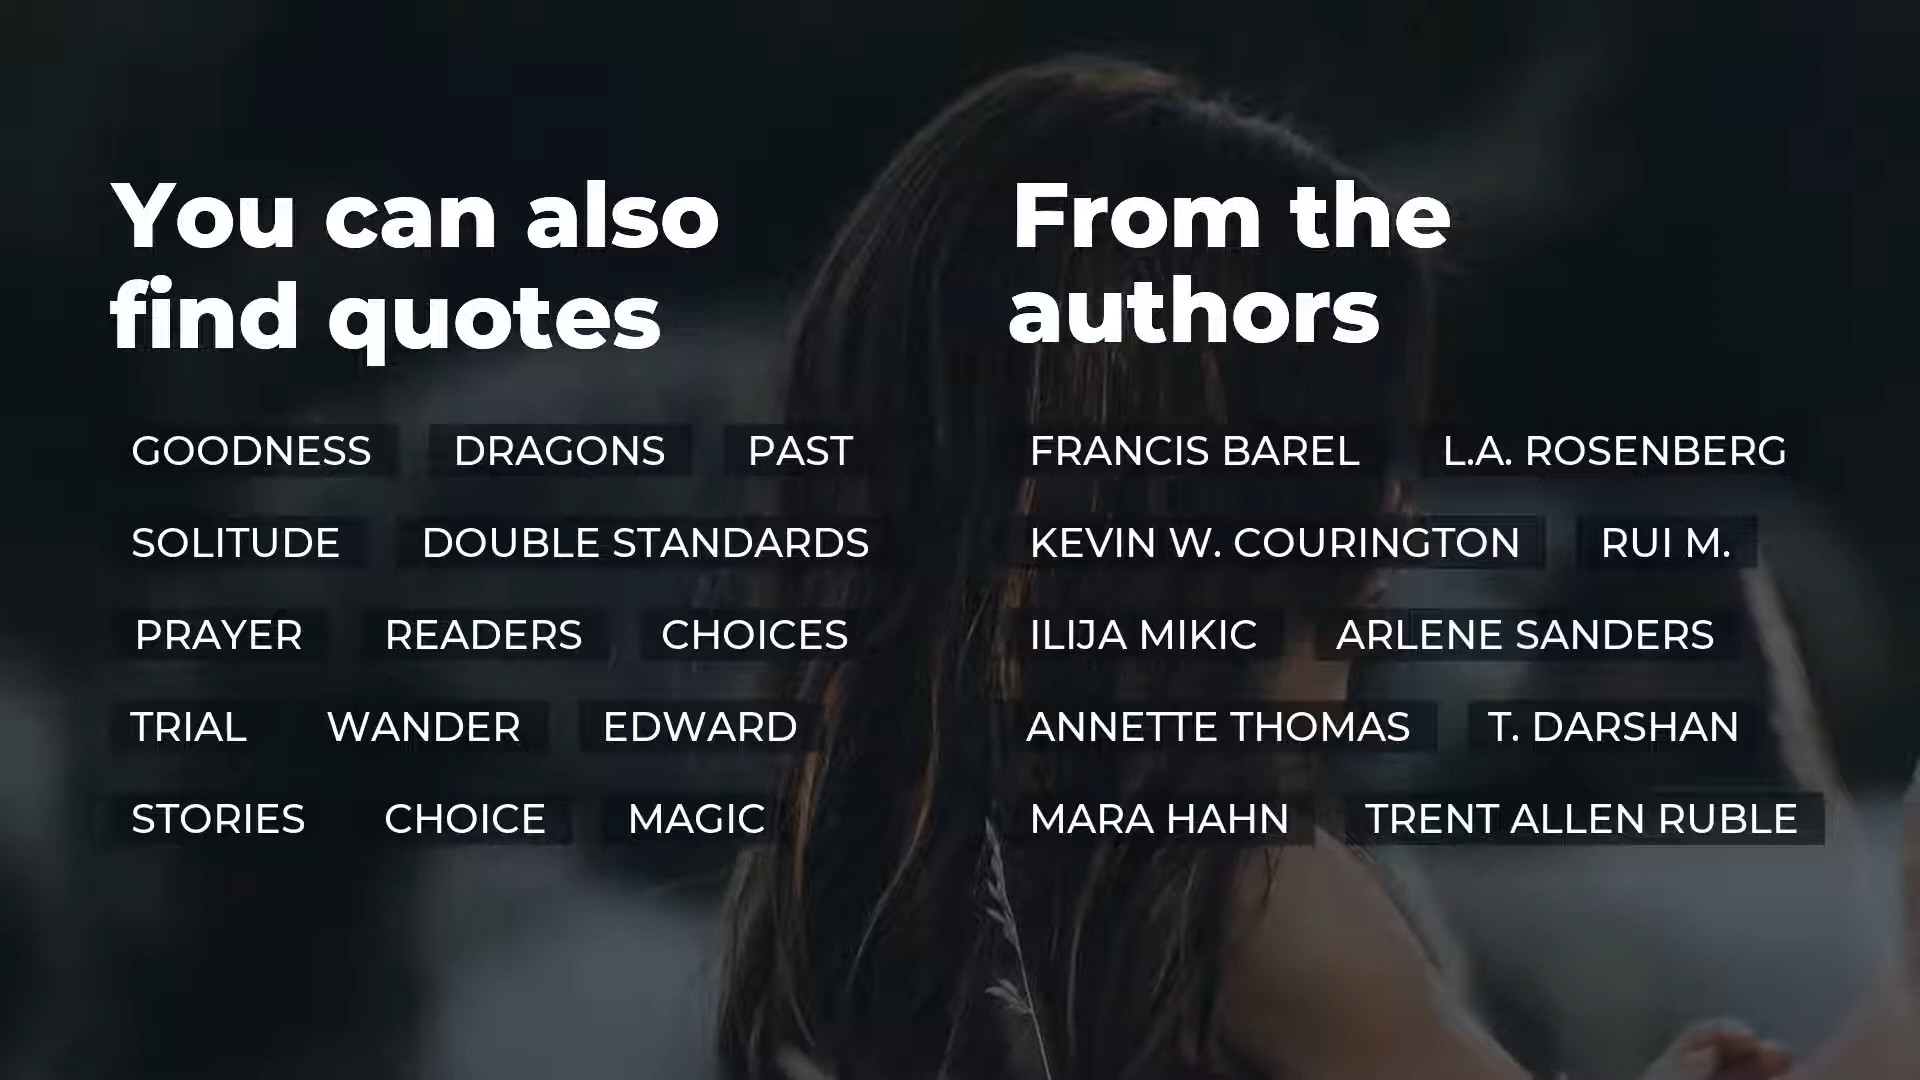 You can also
find quotes
GOODNESS DRAGONS PAST
SOLITUDE DOUBLE STANDARDS
PRAYER READERS CHOICES
TRIAL WANDER EDWARD
STORIES CHOICE MAGIC
From the
authors
FRANCIS BAREL L.A. ROSENBERG
KEVIN W. COURINGTON RUI M.
ILIJA MIKIC ARLENE SANDERS
ANNETTE THOMAS T. DARSHAN
MARA HAHN TRENT ALLEN RUBLE